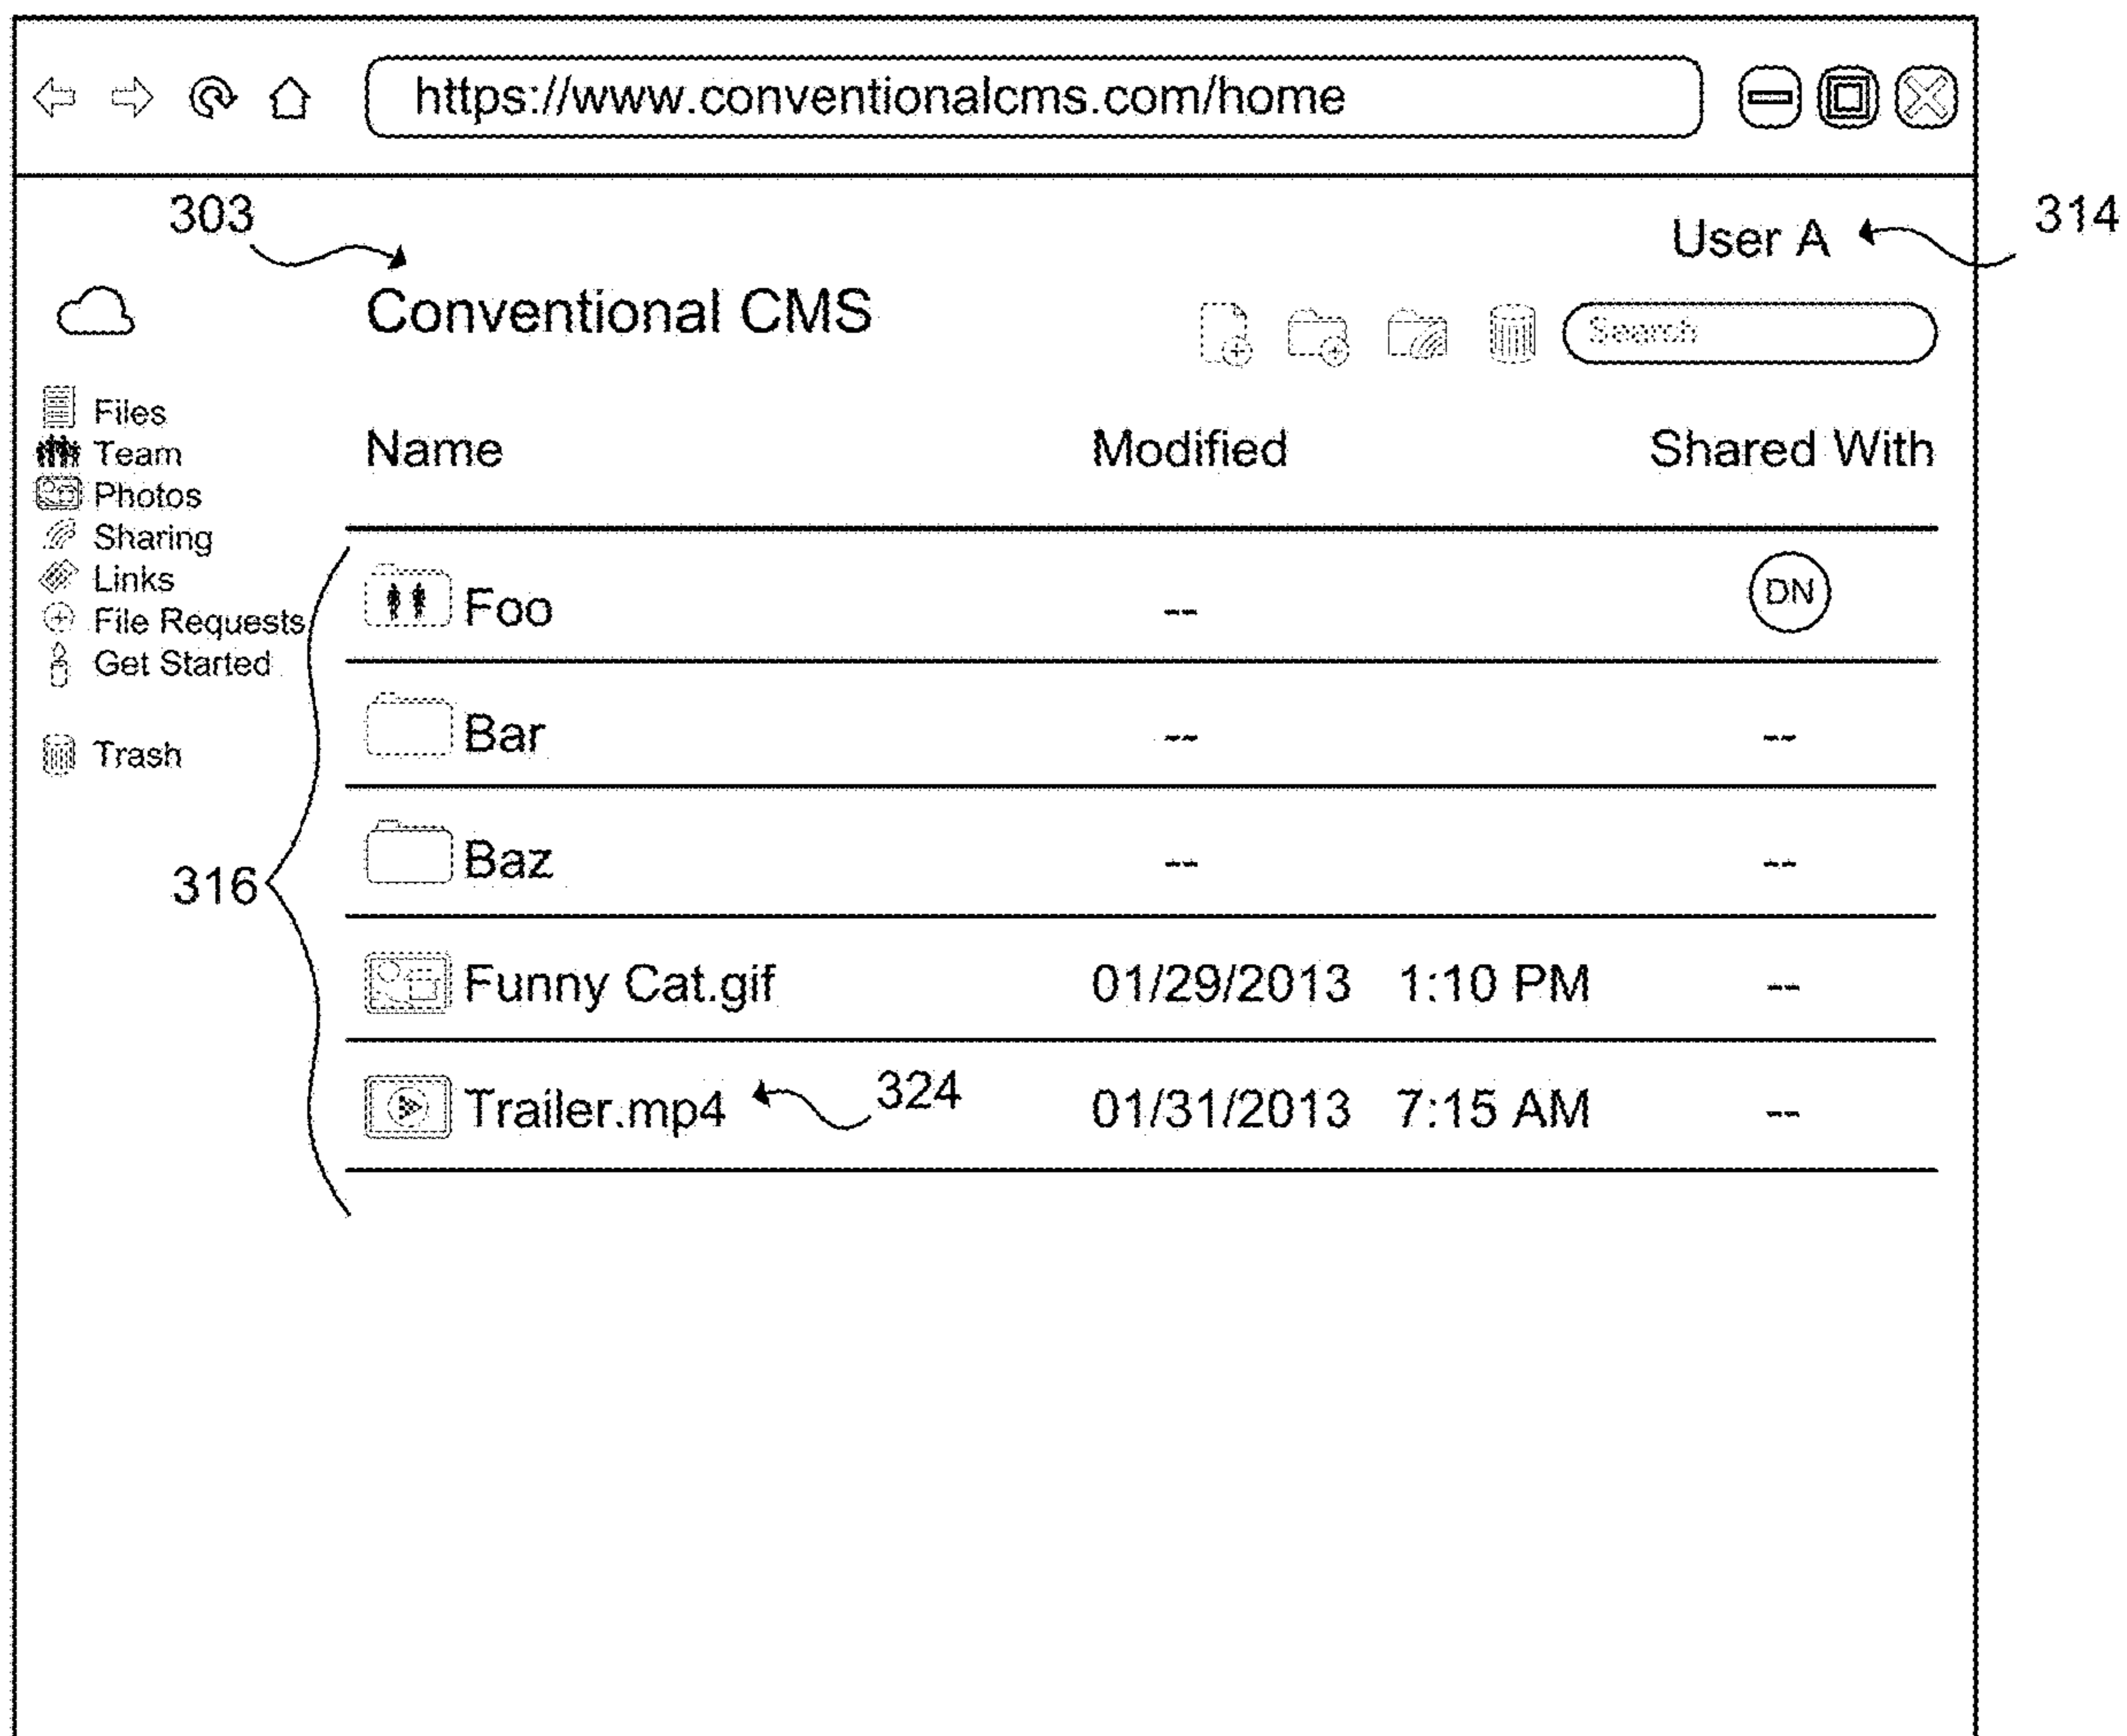 https://www.conventionalcms.com/home
303
User A
314
Conventional CMS
Search
Files
Team
Photos
Sharing
Links
File Requests
Get Started
Trash
Name Modified Shared With
Foo -- DN
Bar -- --
Baz -- --
316
Funny Cat.gif 01/29/2013 1:10 PM --
Trailer.mp4 324 01/31/2013 7:15 AM --